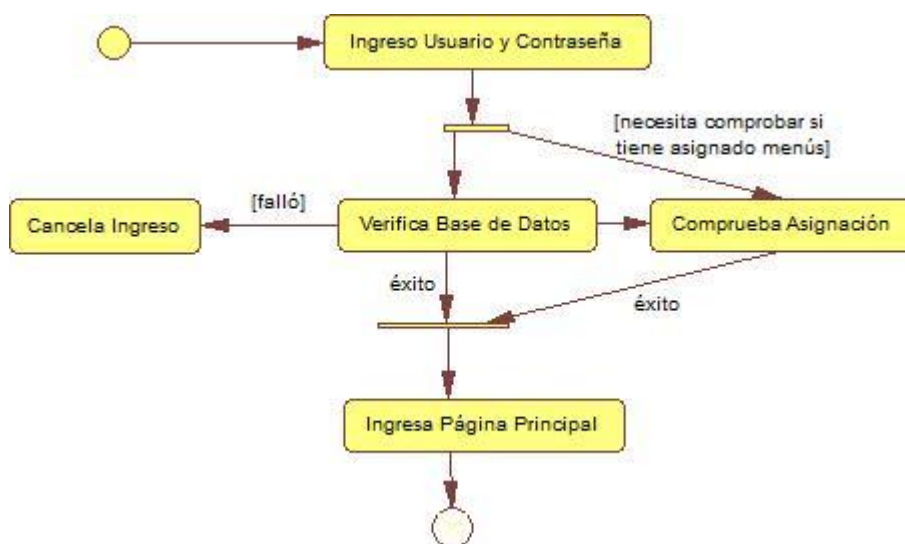 Ingreso Usuario y Contraseña
[necesita comprobar si
tiene asignado menús]
[falló]
Cancela Ingreso
Verifica Base de Datos
Comprueba Asignación
éxito
éxito
Ingresa Página Principal